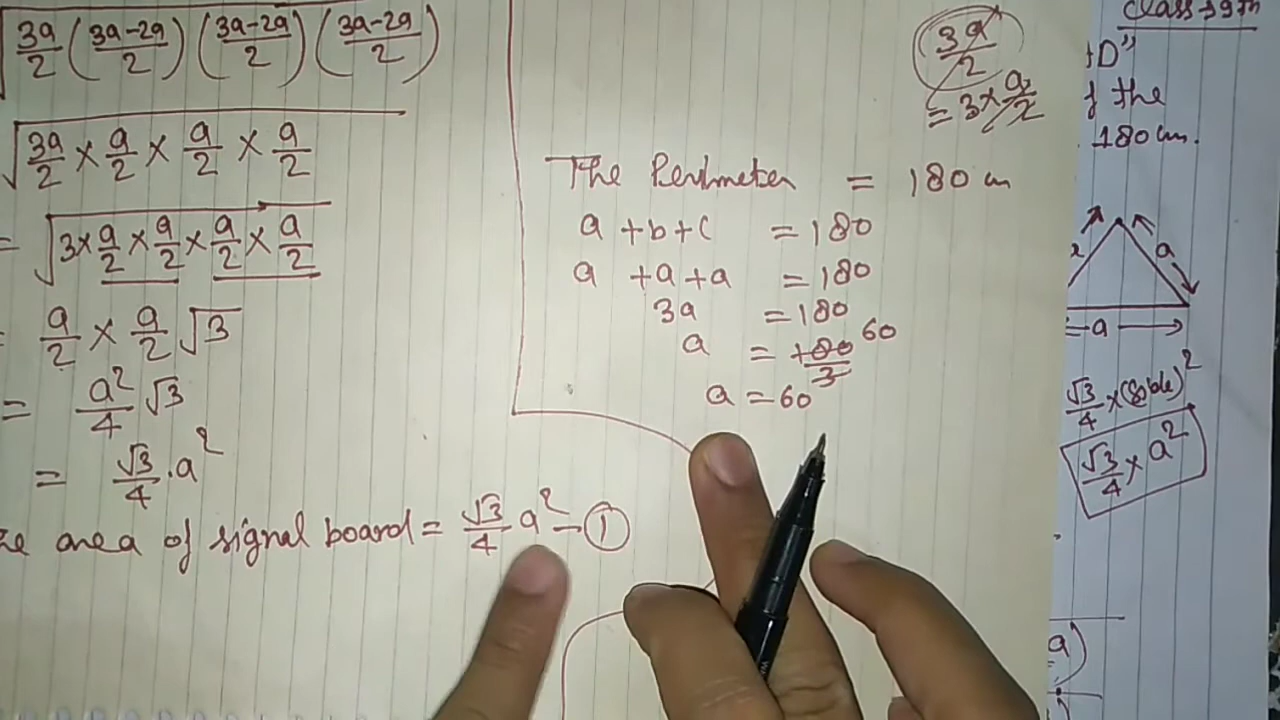 √3a/2 (3a-2a/2) (3a-2a/2) (3a-2a/2)
√3a/2 × a/2 × a/2 × a/2
= √3 × a/2 × a/2 × a/2 × a/2
= a/2 × a/2 √3
= a²/4 √3
= √3/4 . a²
area of signal board = √3/4 a² — ①
3a/2
= 3 × a/2
The Perimeter = 180 cm
a + b + c = 180
a + a + a = 180
3a = 180
a = 180/3 60
a = 60
Class 9th
D"
the
180 cm.
a
a
√3/4 × (side)²
√3/4 × a²
a)